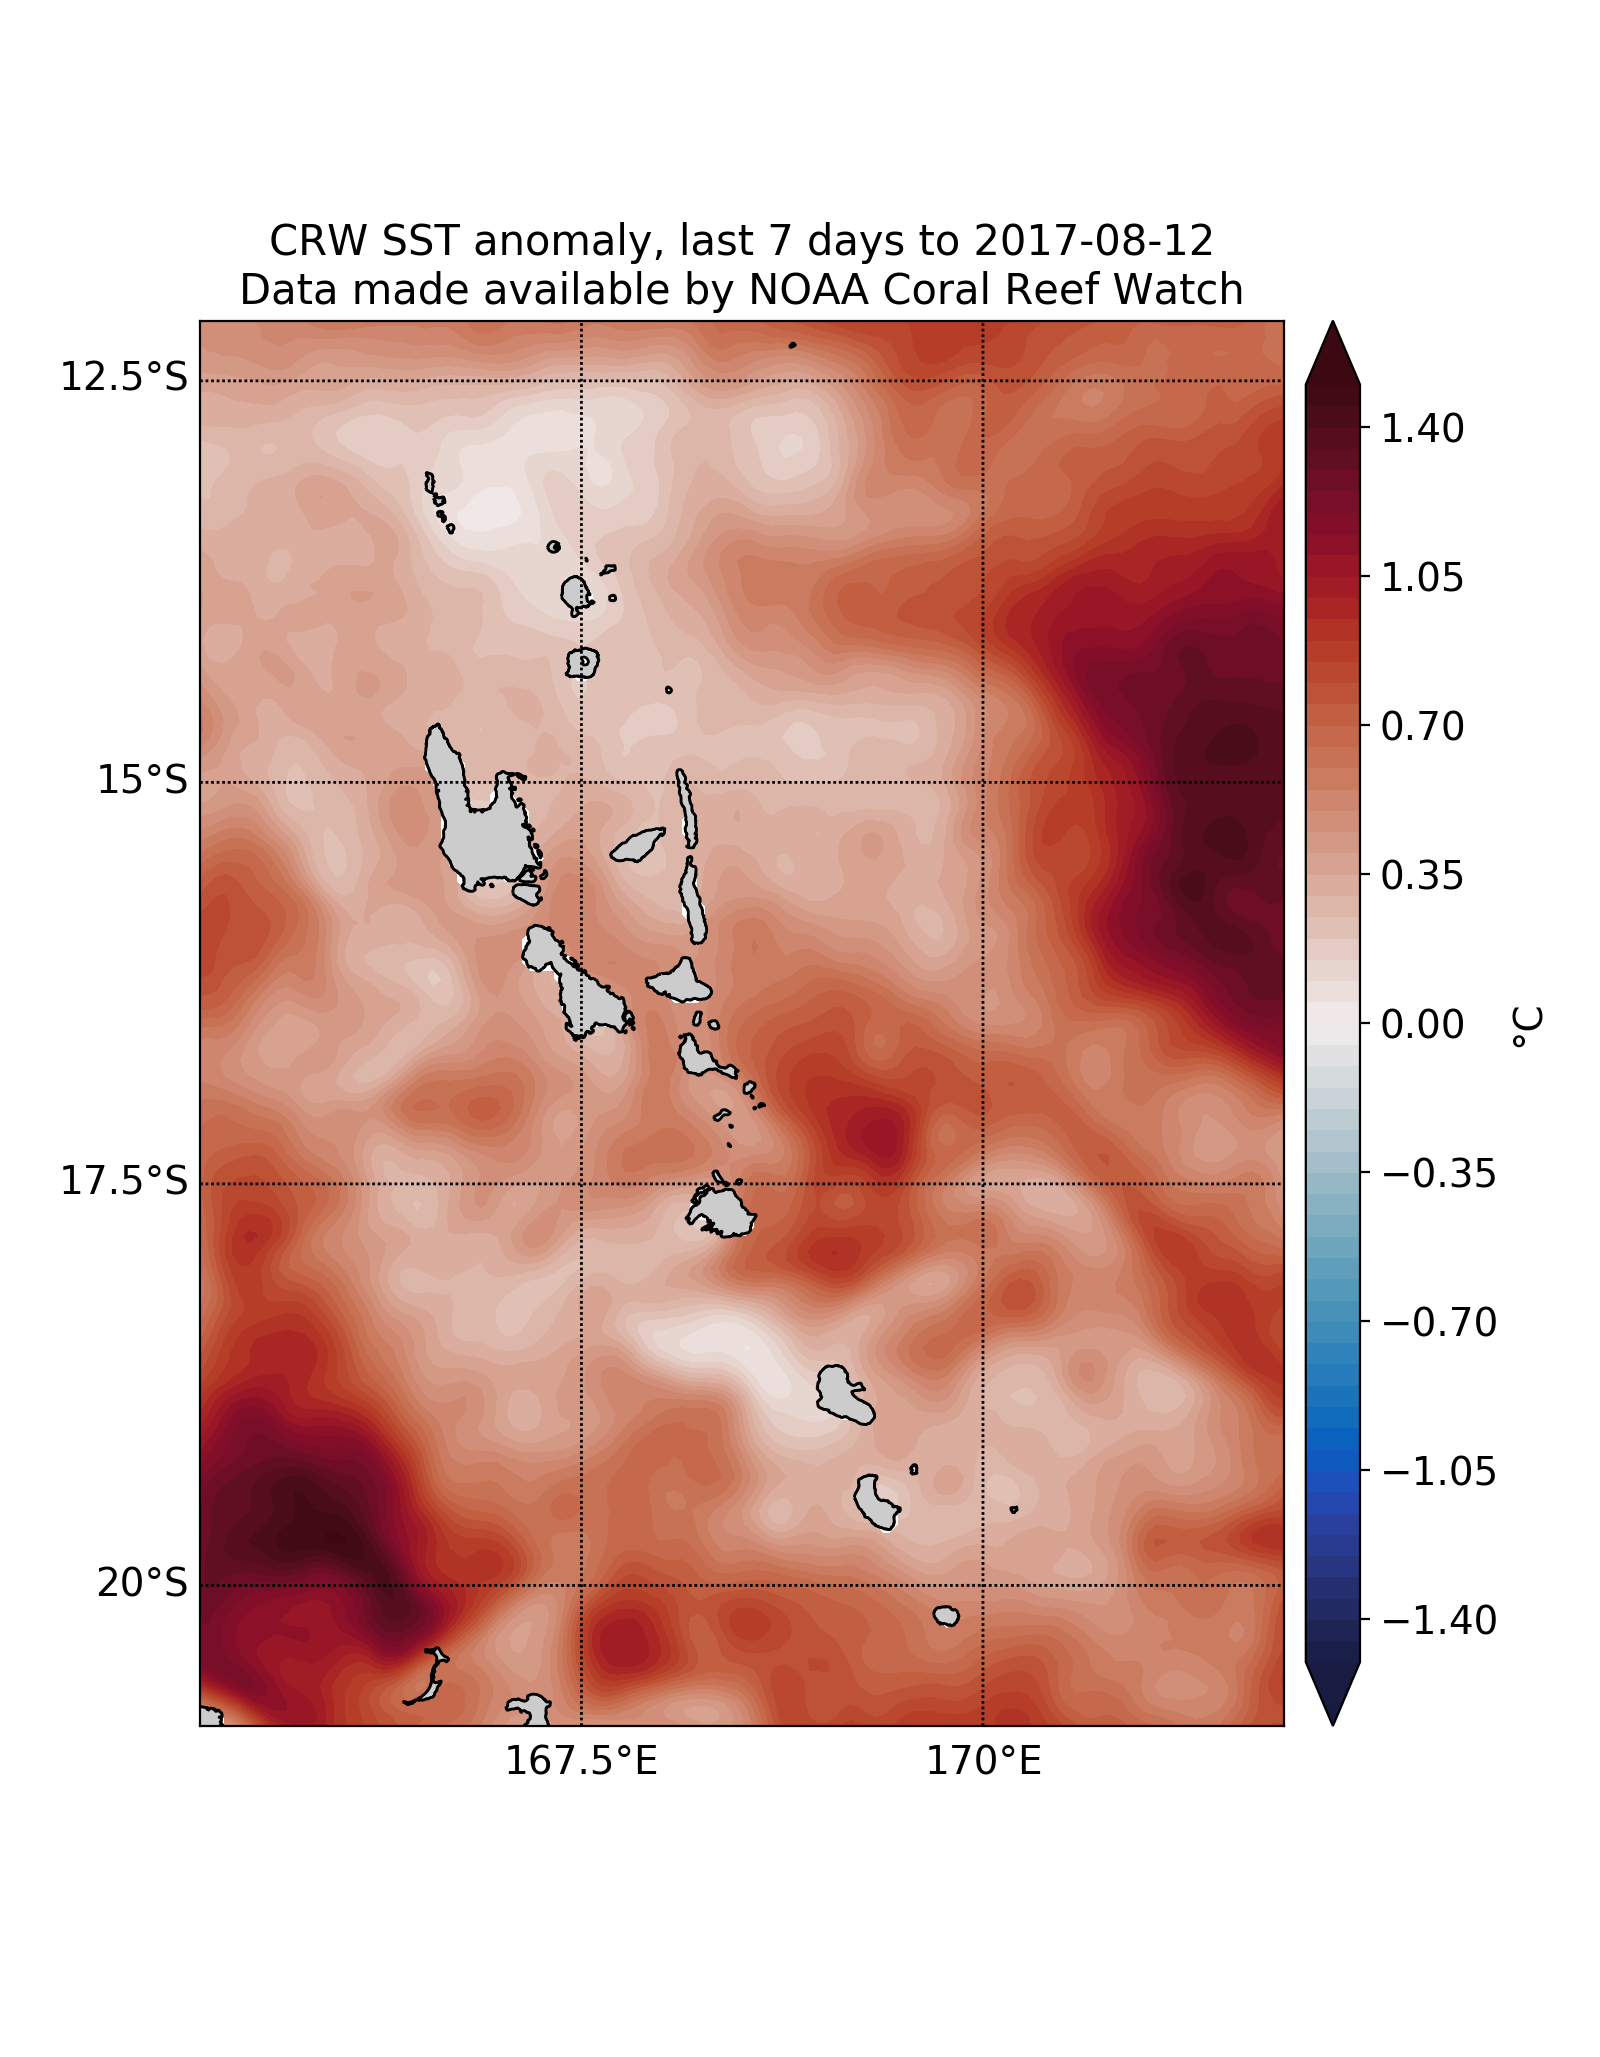 CRW SST anomaly, last 7 days to 2017-08-12
Data made available by NOAA Coral Reef Watch
12.5°S
15°S
17.5°S
20°S
167.5°E
170°E
1.40
1.05
0.70
0.35
0.00
−0.35
−0.70
−1.05
−1.40
°C